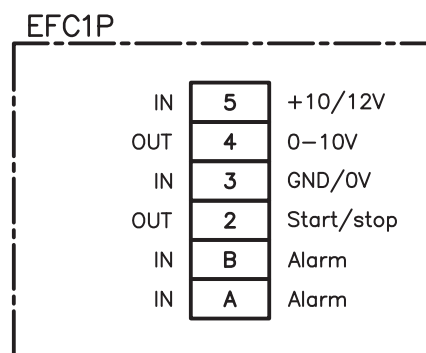 EFC1P
IN 5 +10/12V
OUT 4 0-10V
IN 3 GND/0V
OUT 2 Start/stop
IN B Alarm
IN A Alarm